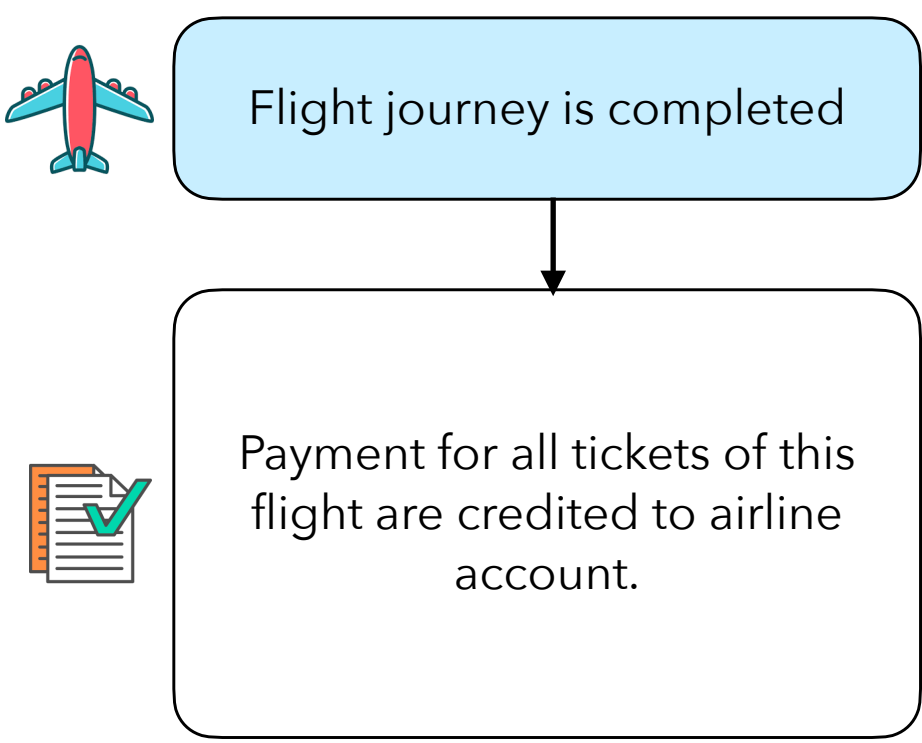 Flight journey is completed
Payment for all tickets of this
flight are credited to airline
account.